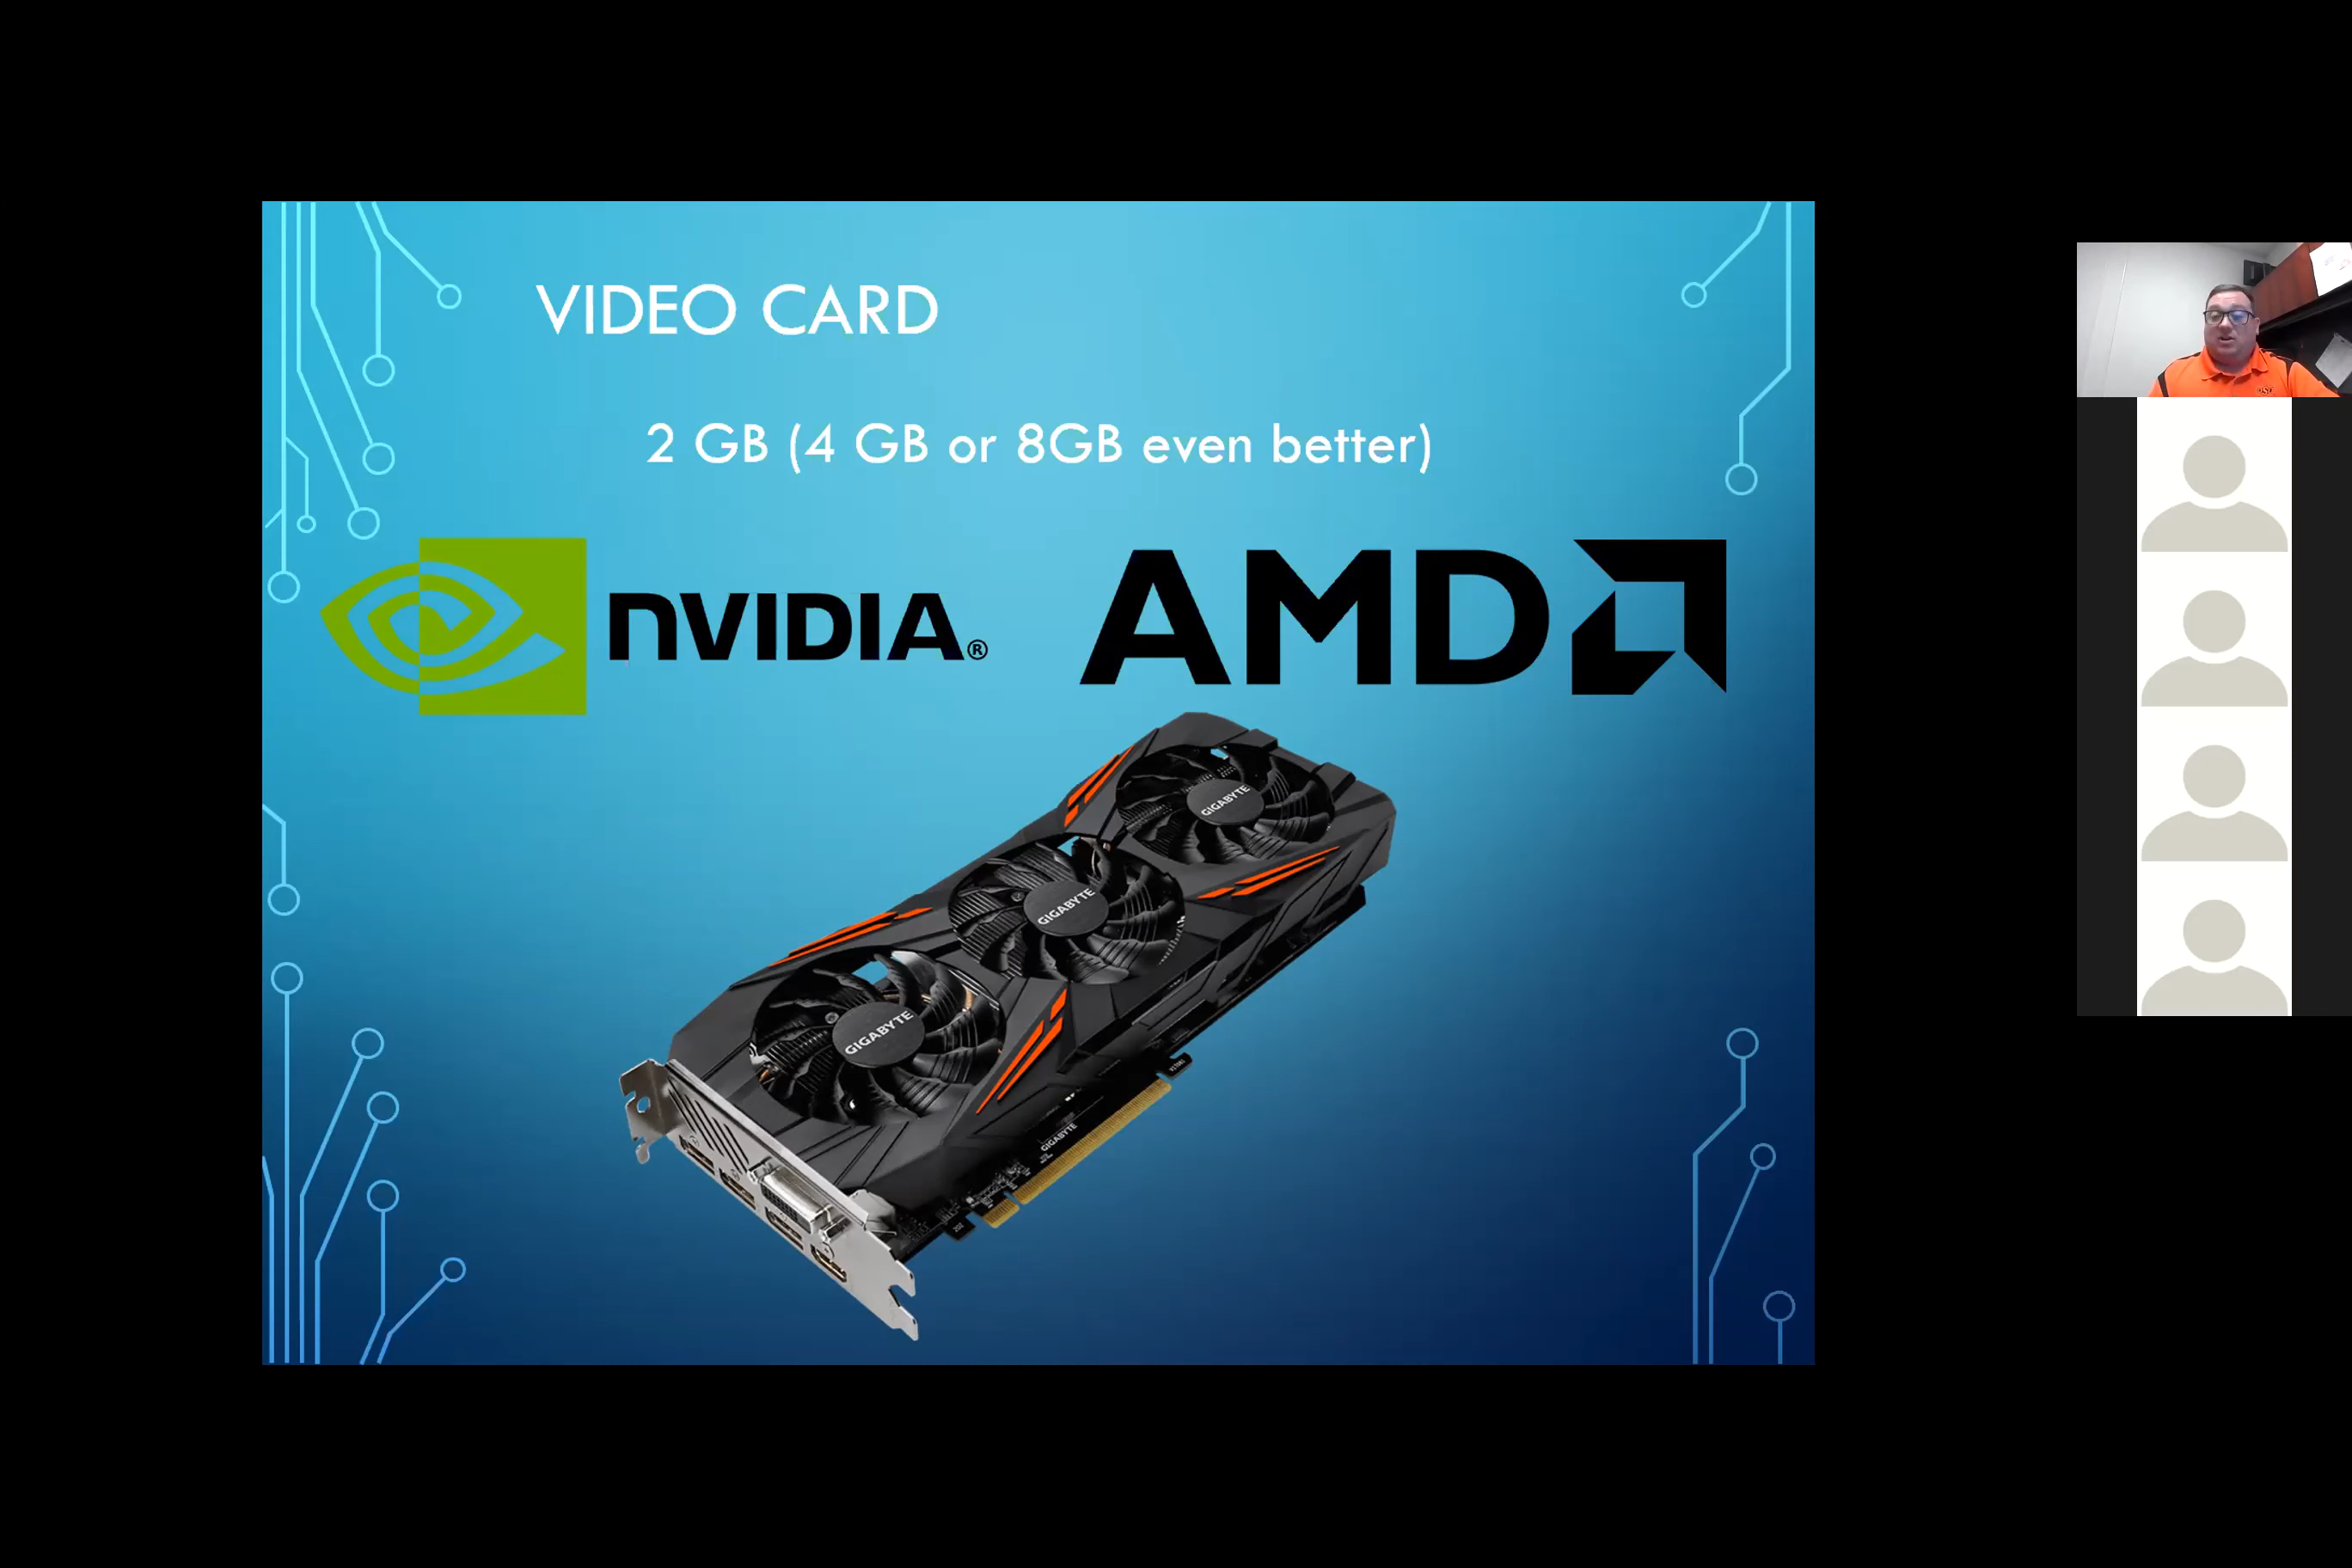 VIDEO CARD
2 GB (4 GB or 8GB even better)
nVIDIA®
AMD
GIGABYTE
GIGABYTE
GIGABYTE
GIGABYTE